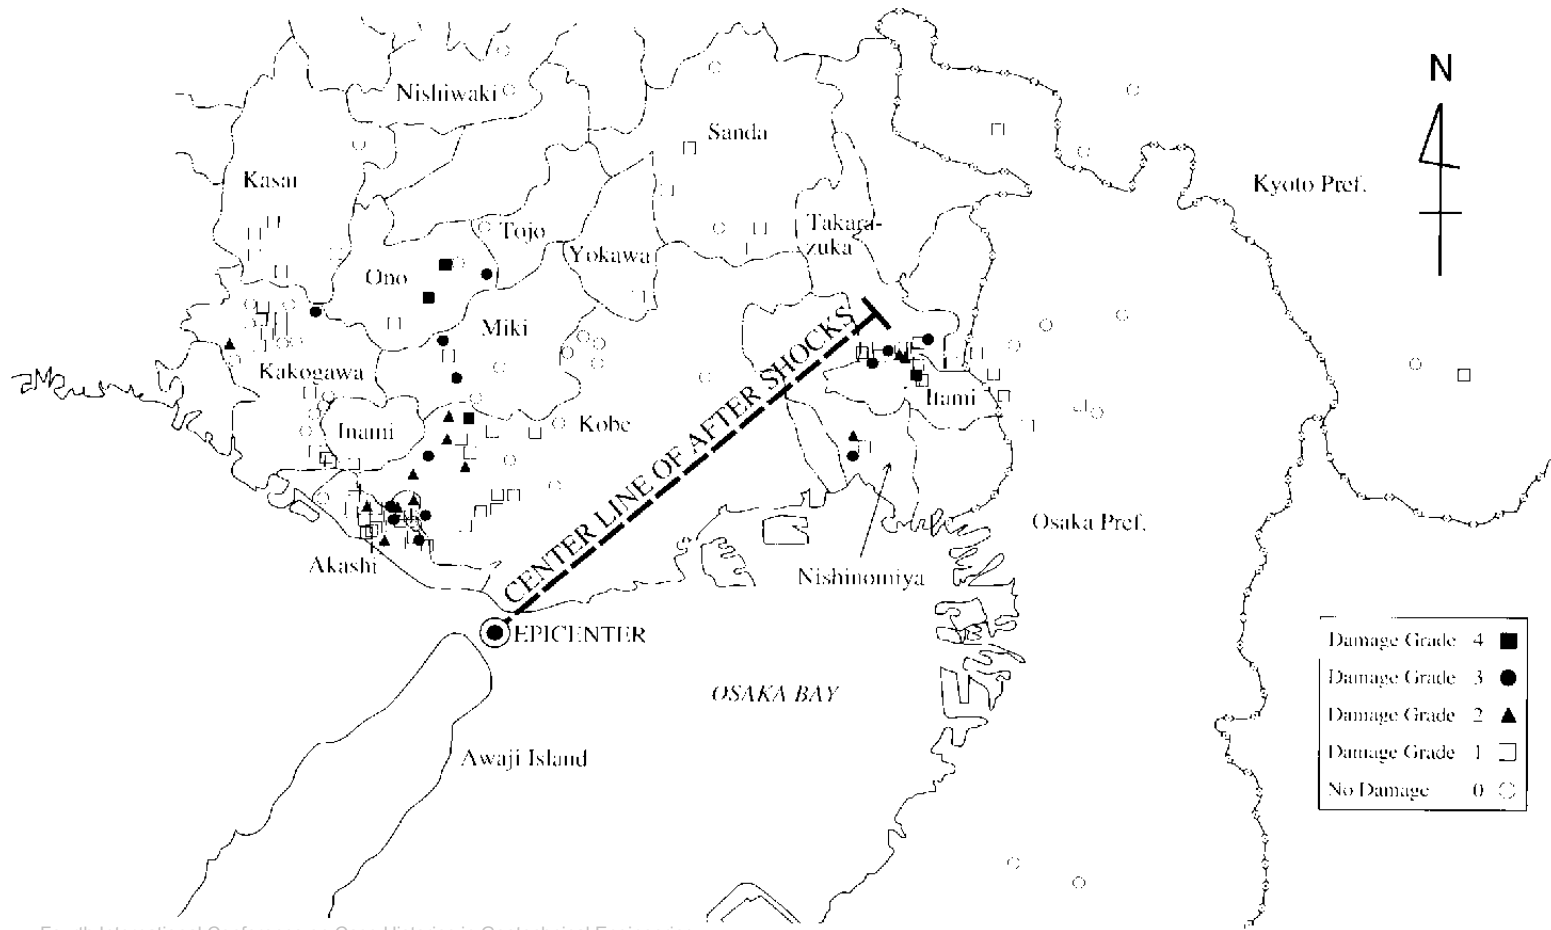 N
Nishiwaki
Sanda
Kasai
Kyoto Pref.
Takara-
zuka
Tojo
Yokawa
Ono
Miki
CENTER LINE OF AFTER SHOCKS
Kakogawa
Itami
Inami
Kobe
Osaka Pref.
Akashi
Nishinomiya
EPICENTER
OSAKA BAY
Awaji Island
Damage Grade 4
Damage Grade 3
Damage Grade 2
Damage Grade 1
No Damage 0